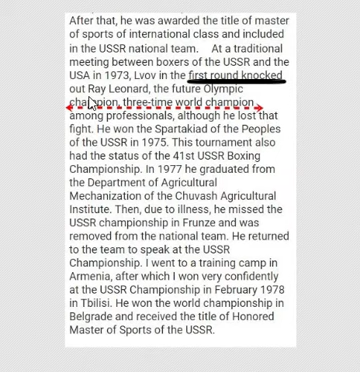 After that, he was awarded the title of master
of sports of international class and included
in the USSR national team. At a traditional
meeting between boxers of the USSR and the
USA in 1973, Lvov in the first round knocked
out Ray Leonard, the future Olympic
champion, three-time world champion
among professionals, although he lost that
fight. He won the Spartakiad of the Peoples
of the USSR in 1975. This tournament also
had the status of the 41st USSR Boxing
Championship. In 1977 he graduated from
the Department of Agricultural
Mechanization of the Chuvash Agricultural
Institute. Then, due to illness, he missed the
USSR championship in Frunze and was
removed from the national team. He returned
to the team to speak at the USSR
Championship. I went to a training camp in
Armenia, after which I won very confidently
at the USSR Championship in February 1978
in Tbilisi. He won the world championship in
Belgrade and received the title of Honored
Master of Sports of the USSR.